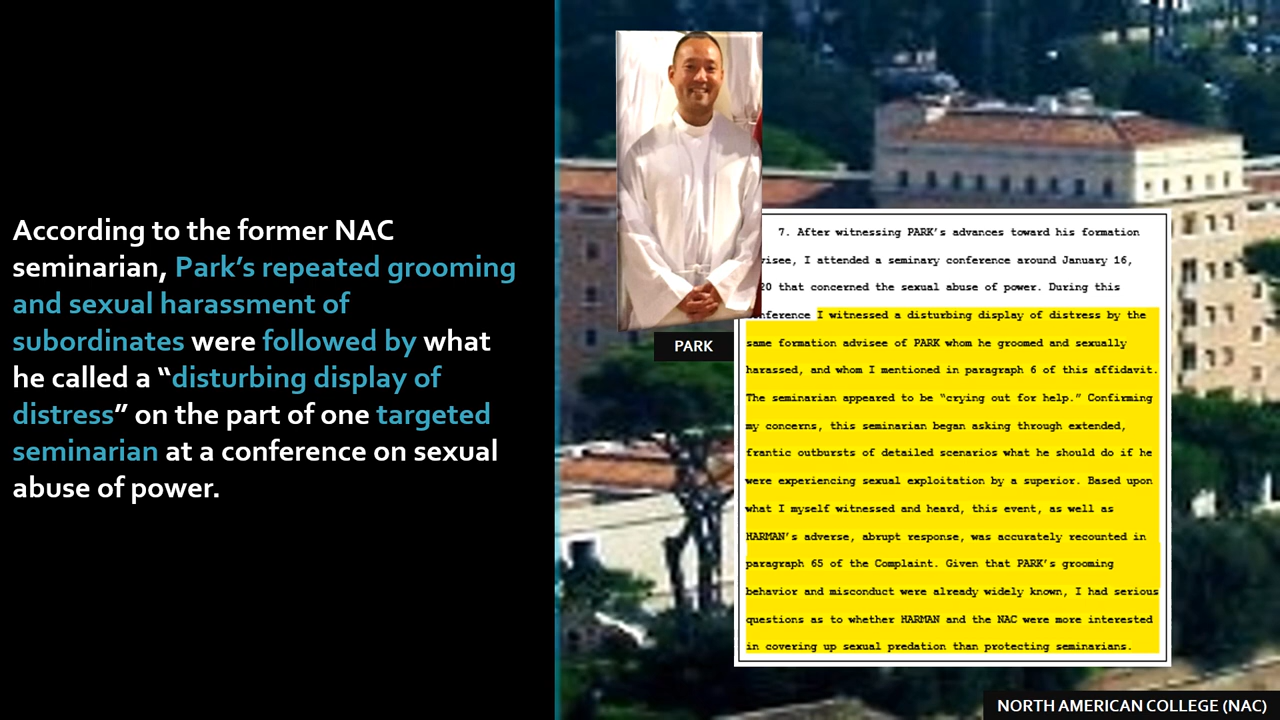 According to the former NAC
seminarian, Park's repeated grooming
and sexual harassment of
subordinates were followed by what
he called a “disturbing display of
distress” on the part of one targeted
seminarian at a conference on sexual
abuse of power.
PARK
7. After witnessing PARK's advances toward his formation
I attended a seminary conference around January 16,
that concerned the sexual abuse of power. During this
I witnessed a disturbing display of distress by the
same formation advisee of PARK whom he groomed and sexually
harassed, and whom I mentioned in paragraph 6 of this affidavit.
The seminarian appeared to be “crying out for help.” Confirming
my concerns, this seminarian began asking through extended,
frantic outbursts of detailed scenarios what he should do if he
were experiencing sexual exploitation by a superior. Based upon
what I myself witnessed and heard, this event, as well as
HARMAN's adverse, abrupt response, was accurately recounted in
paragraph 65 of the Complaint. Given that PARK's grooming
behavior and misconduct were already widely known, I had serious
questions as to whether HARMAN and the NAC were more interested
in covering up sexual predation than protecting seminarians.
NORTH AMERICAN COLLEGE (NAC)